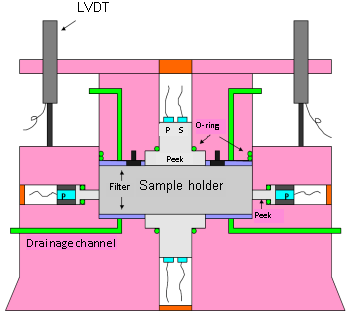 LVDT
P S
O-ring
Peek
Filter
Sample holder
P
P
Peek
Drainage channel